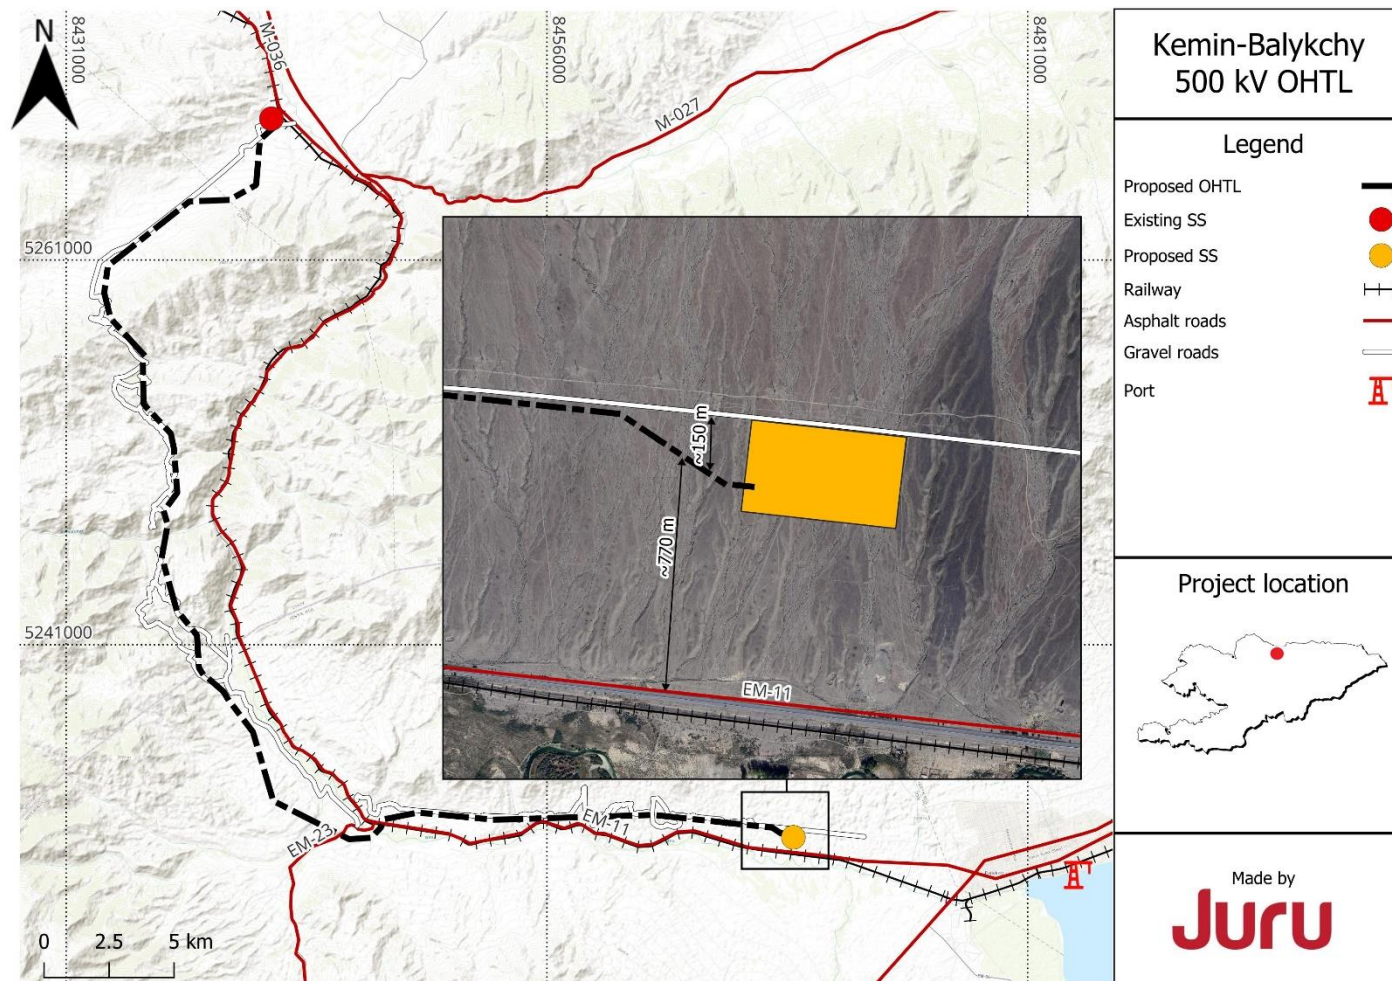 N
8431000
8456000
8481000
M-036
M-027
5261000
5241000
~150 m
~770 m
EM-11
EM-23
EM-11
0 2.5 5 km
Kemin-Balykchy
500 kV OHTL
Legend
Proposed OHTL
Existing SS
Proposed SS
Railway
Asphalt roads
Gravel roads
Port
Project location
Made by
Juru